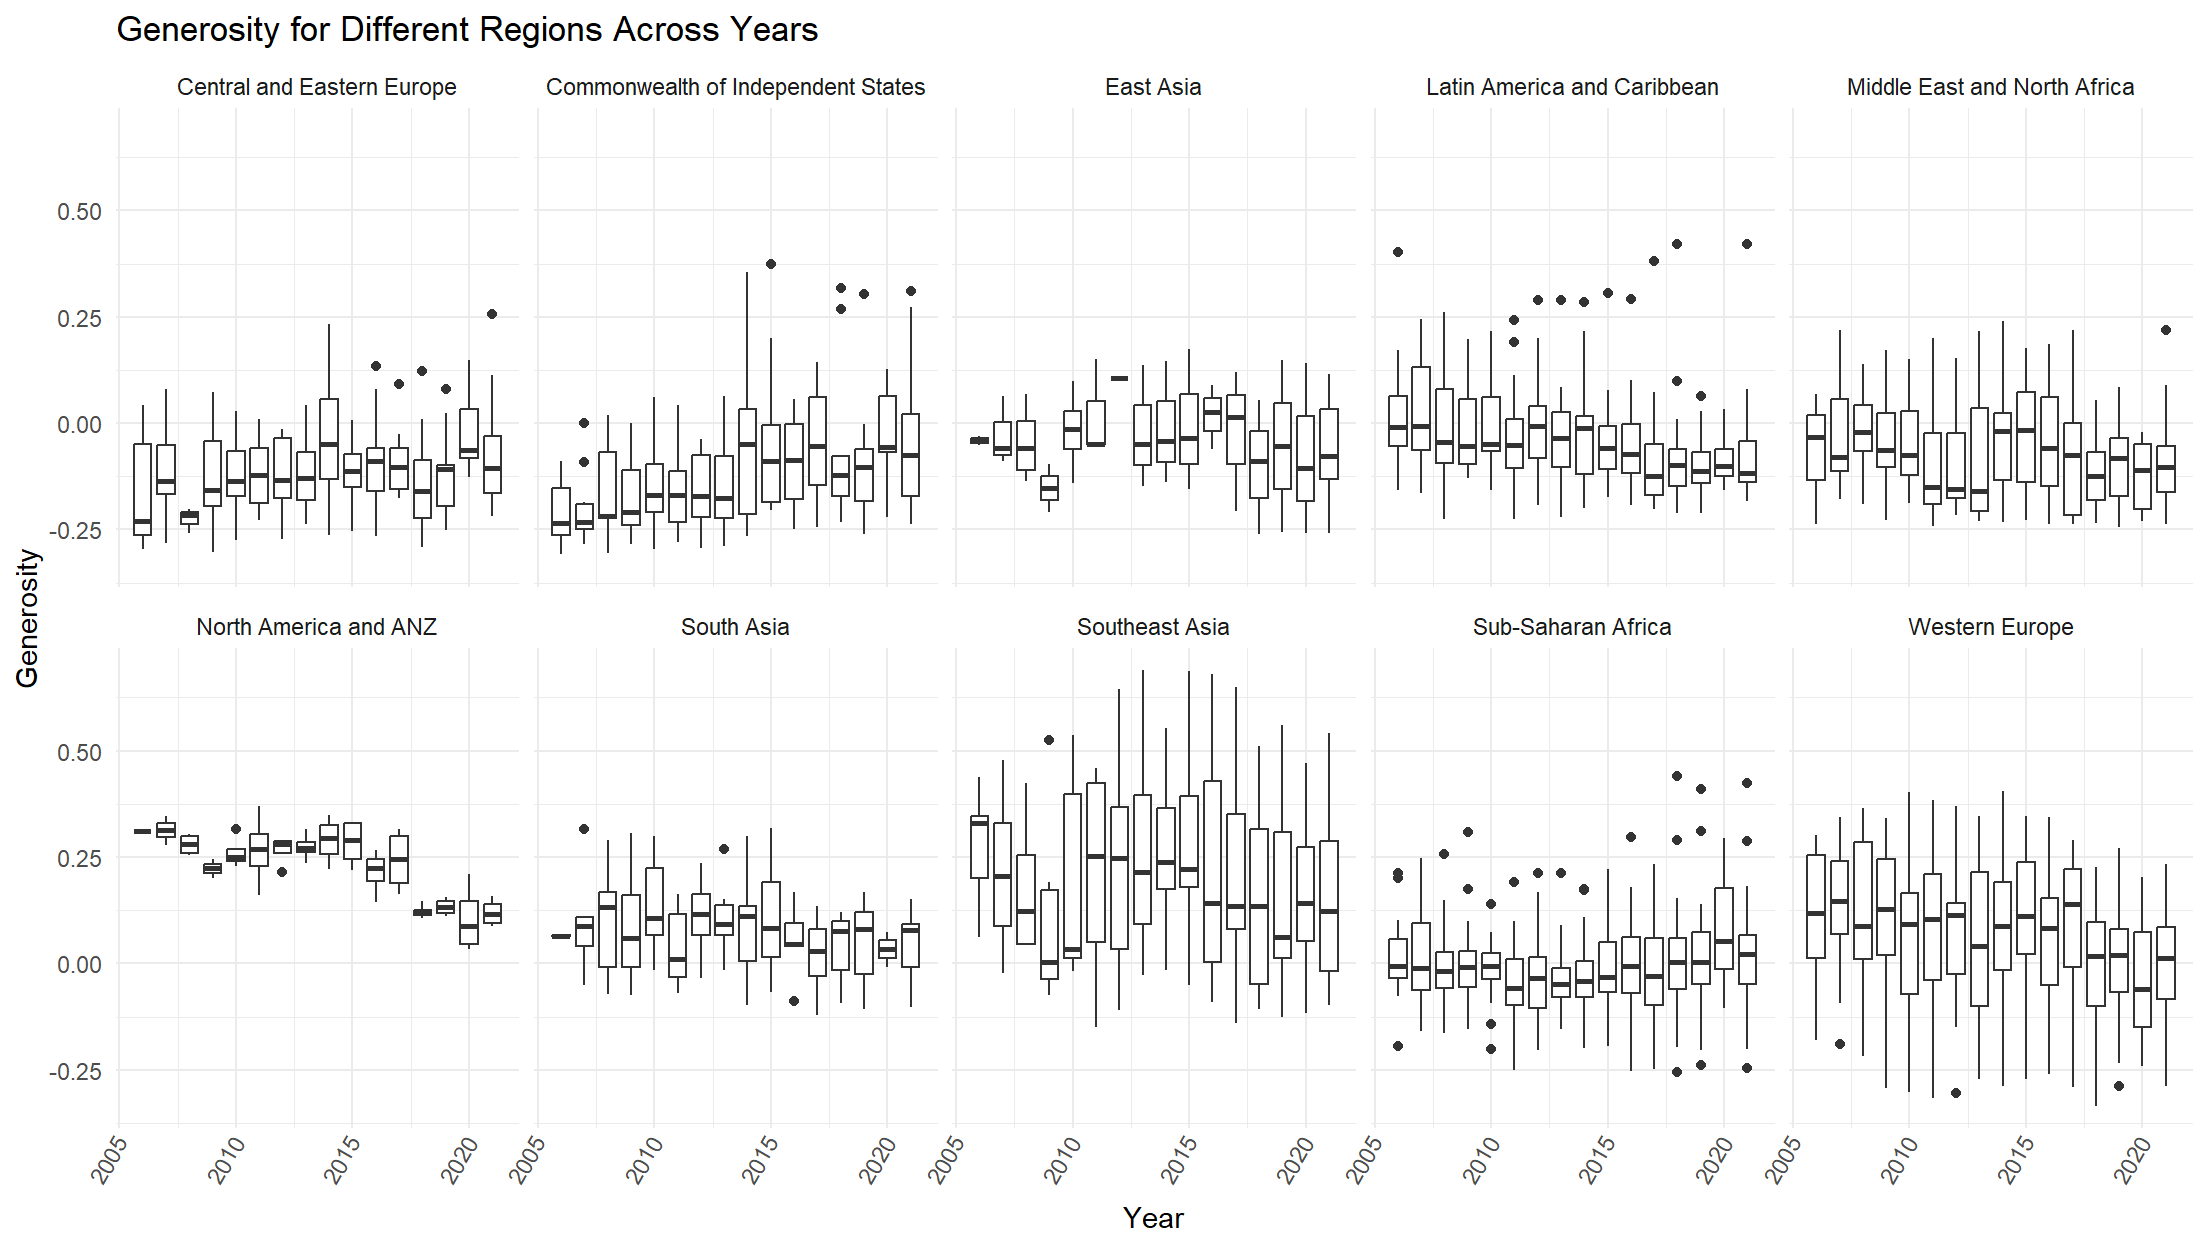 Generosity for Different Regions Across Years
Central and Eastern Europe
Commonwealth of Independent States
East Asia
Latin America and Caribbean
Middle East and North Africa
0.50
0.25
0.00
-0.25
Generosity
North America and ANZ
South Asia
Southeast Asia
Sub-Saharan Africa
Western Europe
0.50
0.25
0.00
-0.25
2005 2010 2015 2020
2005 2010 2015 2020
2005 2010 2015 2020
2005 2010 2015 2020
2005 2010 2015 2020
Year